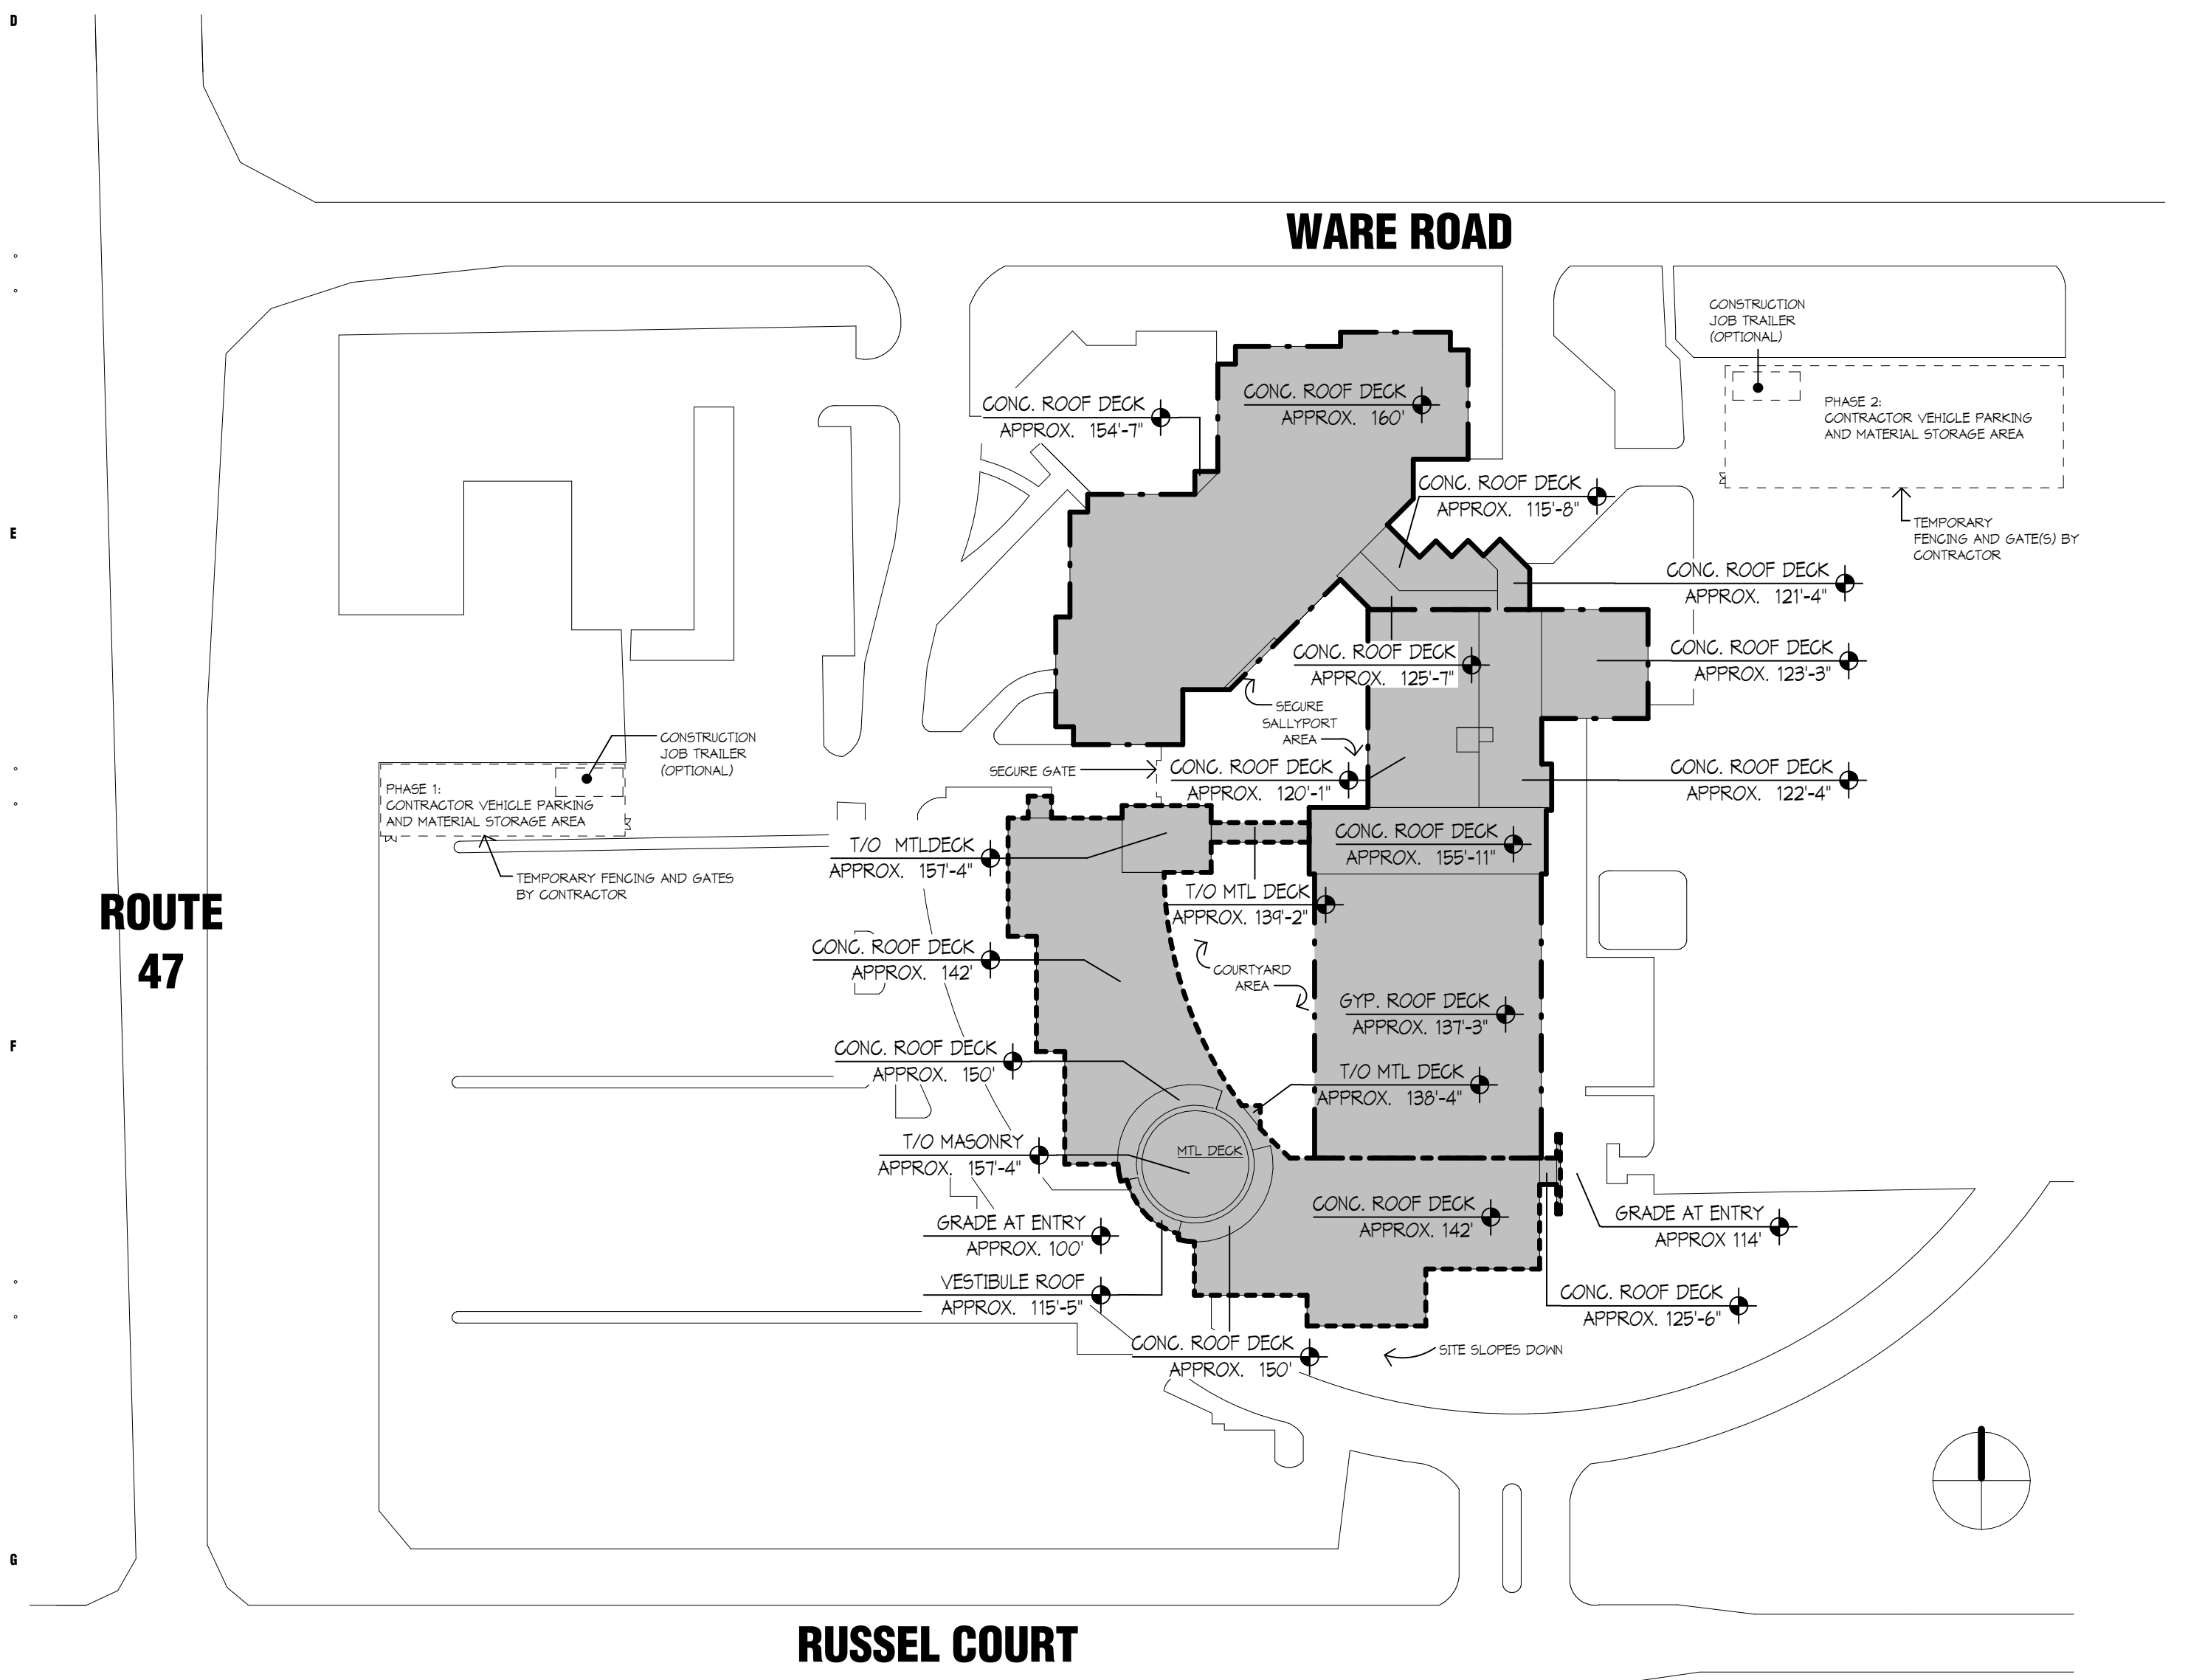 D
WARE ROAD
CONSTRUCTION
JOB TRAILER
(OPTIONAL)
CONC. ROOF DECK
APPROX. 154'-7"
CONC. ROOF DECK
APPROX. 160'
PHASE 2:
CONTRACTOR VEHICLE PARKING
AND MATERIAL STORAGE AREA
CONC. ROOF DECK
APPROX. 115'-8"
E
TEMPORARY
FENCING AND GATE(S) BY
CONTRACTOR
CONC. ROOF DECK
APPROX. 121'-4"
CONC. ROOF DECK
APPROX. 125'-7"
CONC. ROOF DECK
APPROX. 123'-3"
SECURE
SALLYPORT
AREA
CONSTRUCTION
JOB TRAILER
(OPTIONAL)
SECURE GATE
CONC. ROOF DECK
APPROX. 120'-1"
CONC. ROOF DECK
APPROX. 122'-4"
PHASE 1:
CONTRACTOR VEHICLE PARKING
AND MATERIAL STORAGE AREA
T/O MTLDECK
APPROX. 157'-4"
CONC. ROOF DECK
APPROX. 155'-11"
TEMPORARY FENCING AND GATES
BY CONTRACTOR
T/O MTL DECK
APPROX. 139'-2"
ROUTE
47
CONC. ROOF DECK
APPROX. 142'
COURTYARD
AREA
GYP. ROOF DECK
APPROX. 137'-3"
F
CONC. ROOF DECK
APPROX. 150'
T/O MTL DECK
APPROX. 138'-4"
T/O MASONRY
APPROX. 157'-4"
MTL DECK
GRADE AT ENTRY
APPROX. 100'
CONC. ROOF DECK
APPROX. 142'
GRADE AT ENTRY
APPROX 114'
VESTIBULE ROOF
APPROX. 115'-5"
CONC. ROOF DECK
APPROX. 125'-6"
CONC. ROOF DECK
APPROX. 150'
SITE SLOPES DOWN
G
RUSSEL COURT